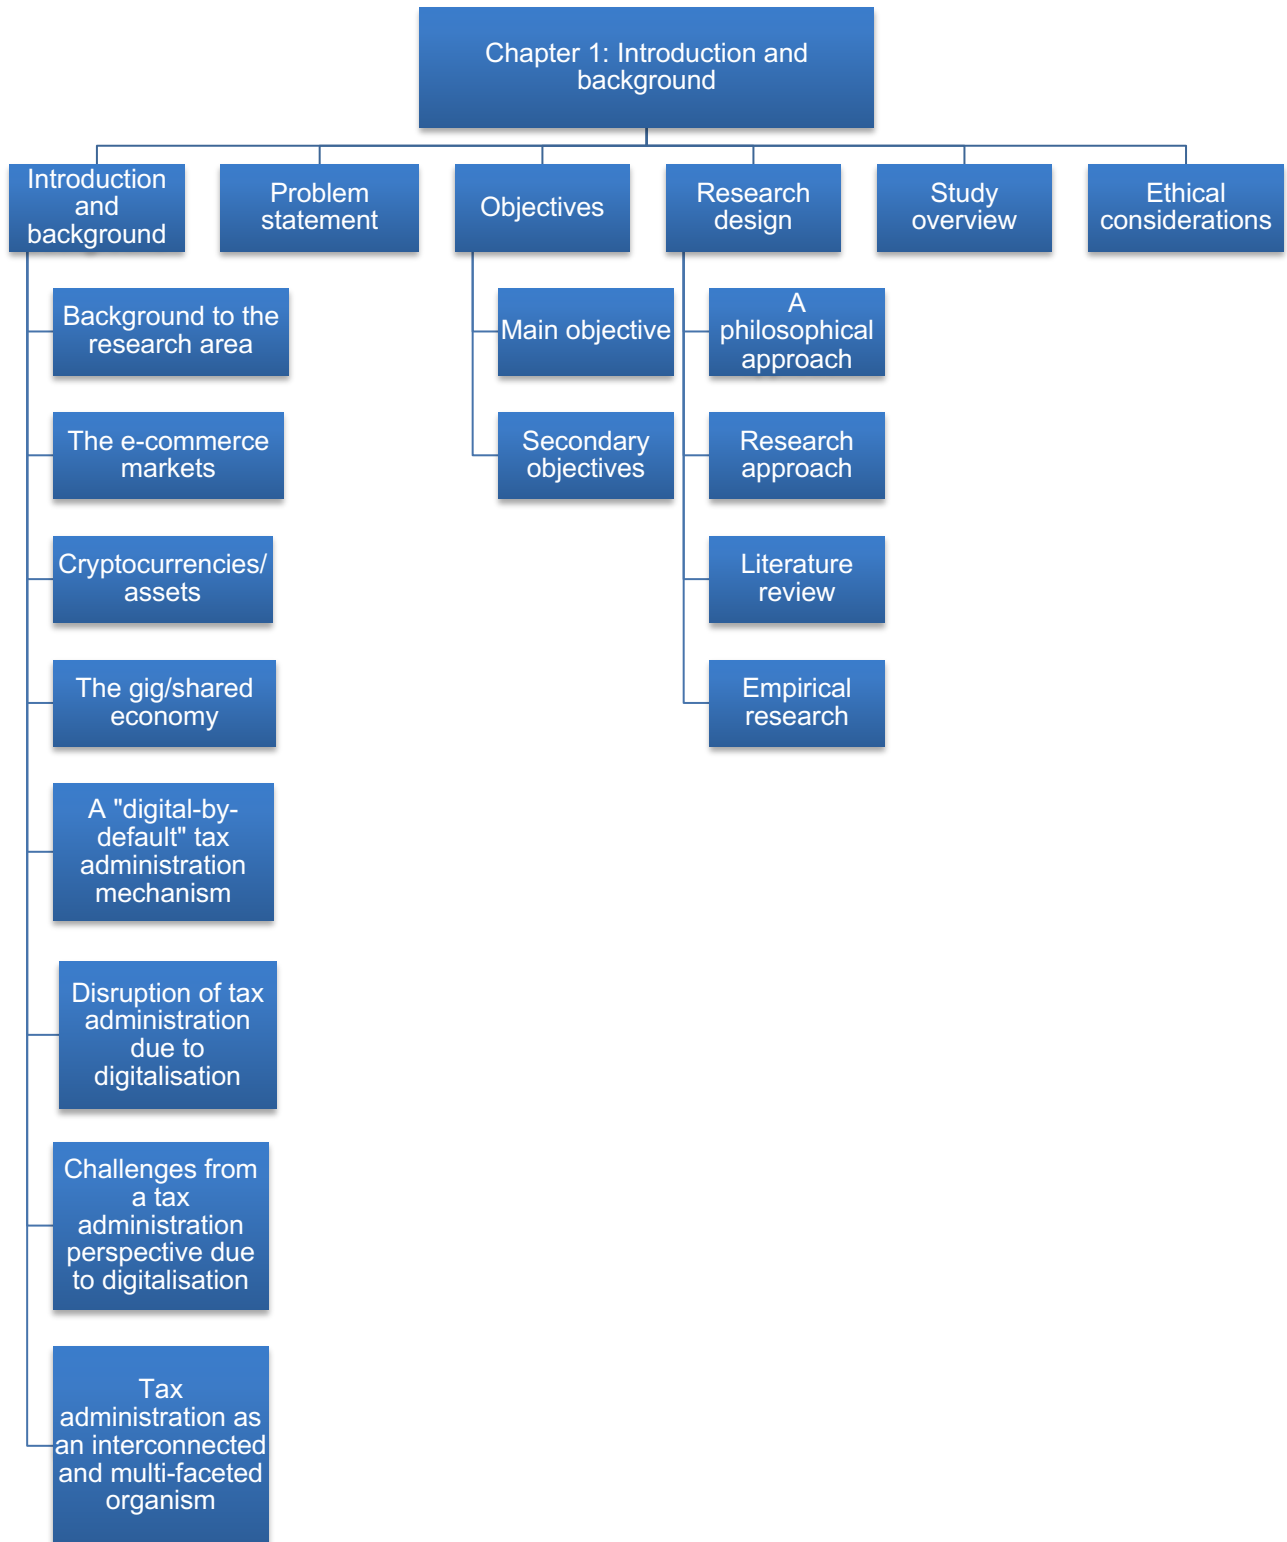 Chapter 1: Introduction and
background
Introduction
and
background
Problem
statement
Objectives
Research
design
Study
overview
Ethical
considerations
Background to the
research area
The e-commerce
markets
Cryptocurrencies/
assets
The gig/shared
economy
A "digital-by-
default" tax
administration
mechanism
Disruption of tax
administration
due to
digitalisation
Challenges from
a tax
administration
perspective due
to digitalisation
Tax
administration as
an interconnected
and multi-faceted
organism
Main objective
Secondary
objectives
A
philosophical
approach
Research
approach
Literature
review
Empirical
research